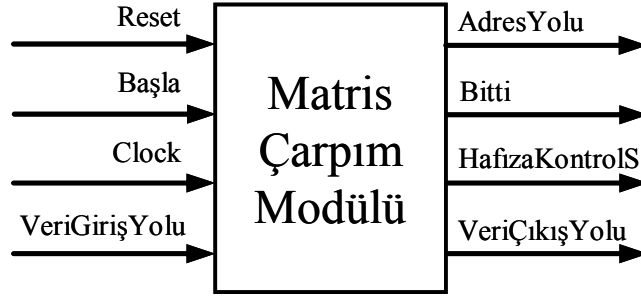 Reset
Başla
Clock
VeriGirişYolu
Matris
Çarpım
Modülü
AdresYolu
Bitti
HafızaKontrolS
VeriÇıkışYolu